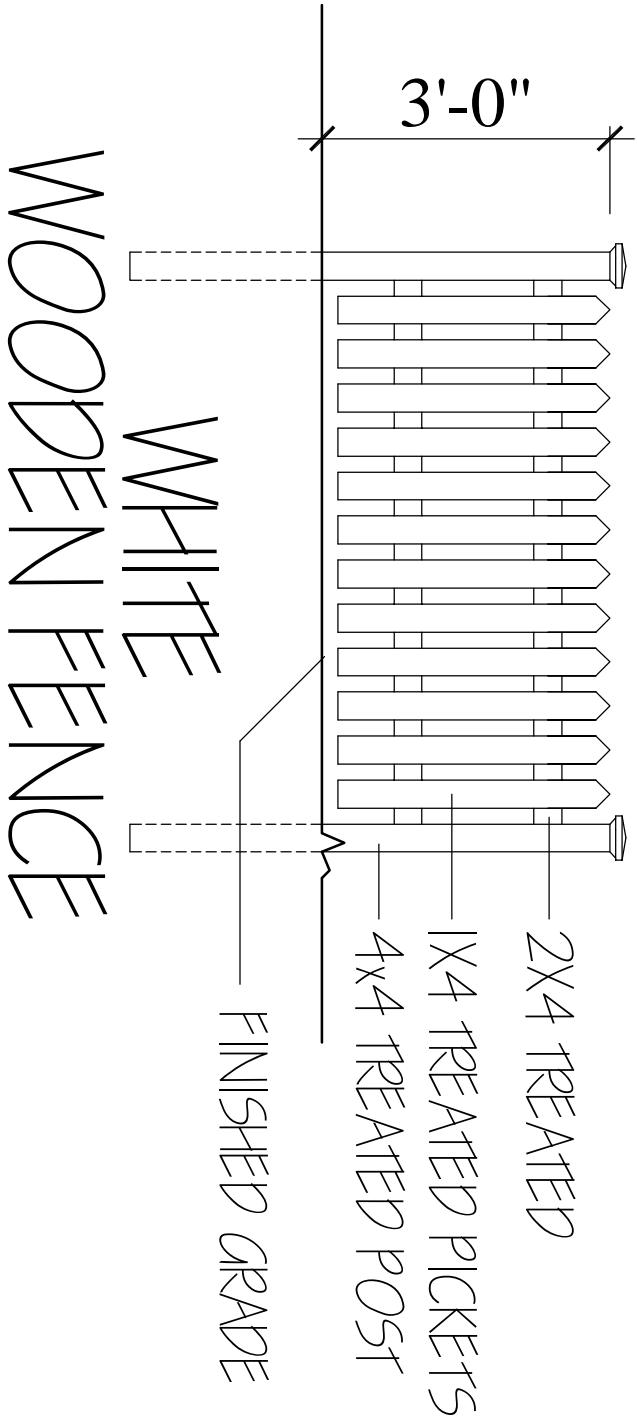 3'-0"
2X4 TREATED
1X4 TREATED PICKETS
4x4 TREATED POST
FINISHED GRADE
WHITE
WOODEN FENCE